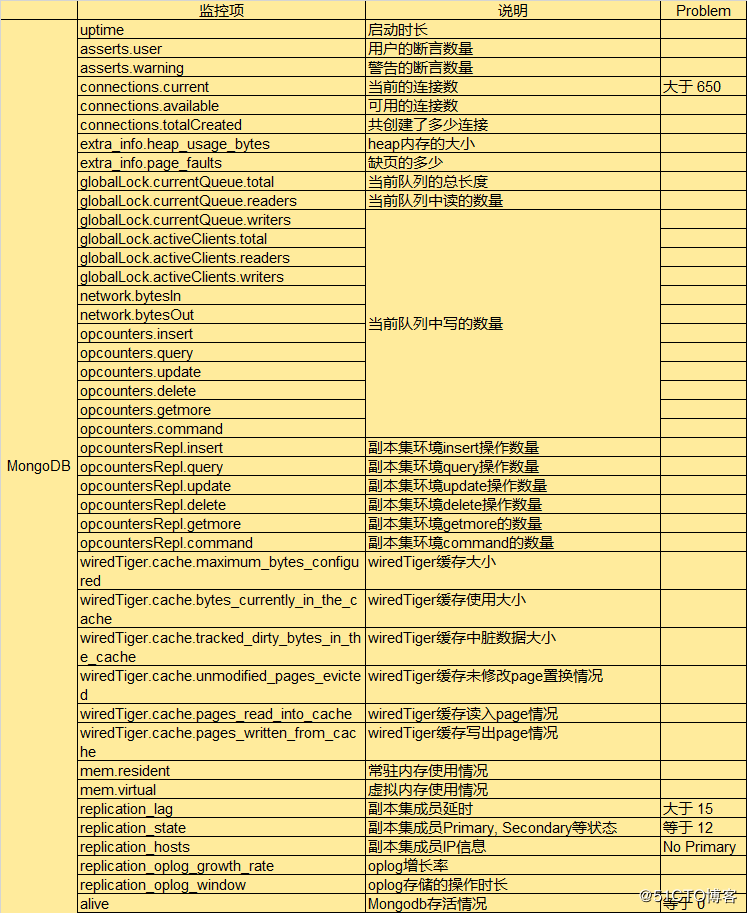 监控项 说明 Problem
uptime 启动时长
asserts.user 用户的断言数量
asserts.warning 警告的断言数量
connections.current 当前的连接数 大于 650
connections.available 可用的连接数
connections.totalCreated 共创建了多少连接
extra_info.heap_usage_bytes heap内存的大小
extra_info.page_faults 缺页的多少
globalLock.currentQueue.total 当前队列的总长度
globalLock.currentQueue.readers 当前队列中读的数量
globalLock.currentQueue.writers
globalLock.activeClients.total
globalLock.activeClients.readers
globalLock.activeClients.writers
network.bytesIn
network.bytesOut
当前队列中写的数量
opcounters.insert
opcounters.query
opcounters.update
opcounters.delete
opcounters.getmore
opcounters.command
opcountersRepl.insert 副本集环境insert操作数量
MongoDB opcountersRepl.query 副本集环境query操作数量
opcountersRepl.update 副本集环境update操作数量
opcountersRepl.delete 副本集环境delete操作数量
opcountersRepl.getmore 副本集环境getmore的数量
opcountersRepl.command 副本集环境command的数量
wiredTiger.cache.maximum_bytes_configu wiredTiger缓存大小
red
wiredTiger.cache.bytes_currently_in_the_c wiredTiger缓存使用大小
ache
wiredTiger.cache.tracked_dirty_bytes_in_th wiredTiger缓存中脏数据大小
e_cache
wiredTiger.cache.unmodified_pages_evicte wiredTiger缓存未修改page置换情况
d
wiredTiger.cache.pages_read_into_cache wiredTiger缓存读入page情况
wiredTiger.cache.pages_written_from_cac wiredTiger缓存写出page情况
he
mem.resident 常驻内存使用情况
mem.virtual 虚拟内存使用情况
replication_lag 副本集成员延时 大于 15
replication_state 副本集成员Primary, Secondary等状态 等于 12
replication_hosts 副本集成员IP信息 No Primary
replication_oplog_growth_rate oplog增长率
replication_oplog_window oplog存储的操作时长
alive Mongodb存活情况 等于 0
@51CTO博客